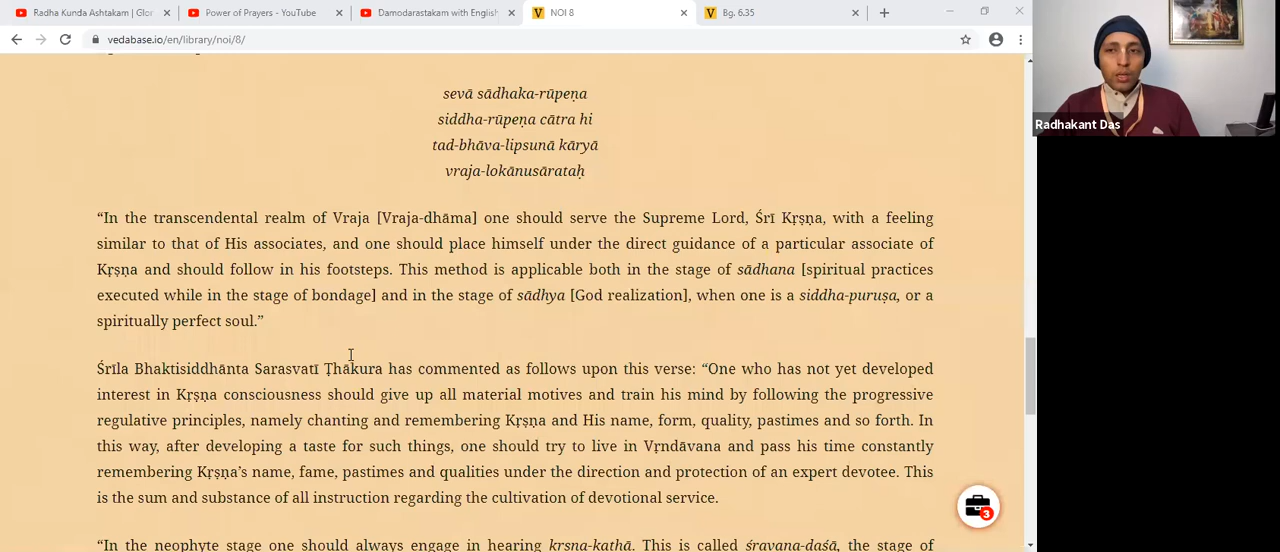 Radha Kunda Ashtakam | Glor
Power of Prayers - YouTube
Damodarastakam with English
NOI 8
Bg. 6.35
vedabase.io/en/library/noi/8/
Radhakant Das
sevā sādhaka-rūpeṇa
siddha-rūpeṇa cātra hi
tad-bhāva-lipsunā kāryā
vraja-lokānusārataḥ
“In the transcendental realm of Vraja [Vraja-dhāma] one should serve the Supreme Lord, Śrī Kṛṣṇa, with a feeling
similar to that of His associates, and one should place himself under the direct guidance of a particular associate of
Kṛṣṇa and should follow in his footsteps. This method is applicable both in the stage of sādhana [spiritual practices
executed while in the stage of bondage] and in the stage of sādhya [God realization], when one is a siddha-puruṣa, or a
spiritually perfect soul.”
Śrīla Bhaktisiddhānta Sarasvatī Ṭhākura has commented as follows upon this verse: “One who has not yet developed
interest in Kṛṣṇa consciousness should give up all material motives and train his mind by following the progressive
regulative principles, namely chanting and remembering Kṛṣṇa and His name, form, quality, pastimes and so forth. In
this way, after developing a taste for such things, one should try to live in Vṛndāvana and pass his time constantly
remembering Kṛṣṇa’s name, fame, pastimes and qualities under the direction and protection of an expert devotee. This
is the sum and substance of all instruction regarding the cultivation of devotional service.
3
“In the neophyte stage one should always engage in hearing kṛṣṇa-kathā. This is called śravaṇa-daśā, the stage of